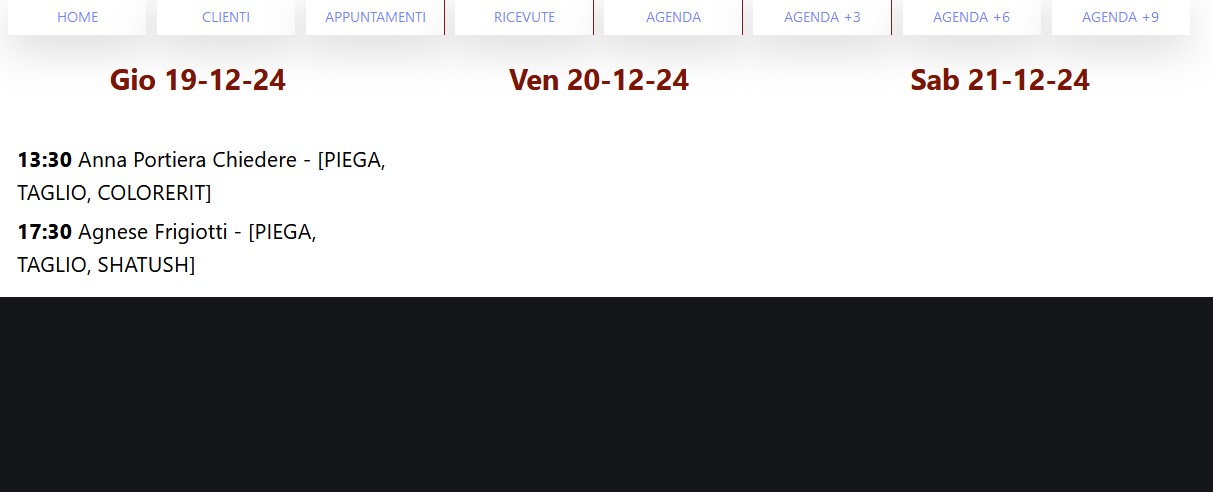 HOME CLIENTI APPUNTAMENTI RICEVUTE AGENDA AGENDA +3 AGENDA +6 AGENDA +9
Gio 19-12-24 Ven 20-12-24 Sab 21-12-24
13:30 Anna Portiera Chiedere - [PIEGA,
TAGLIO, COLORERIT]
17:30 Agnese Frigiotti - [PIEGA,
TAGLIO, SHATUSH]